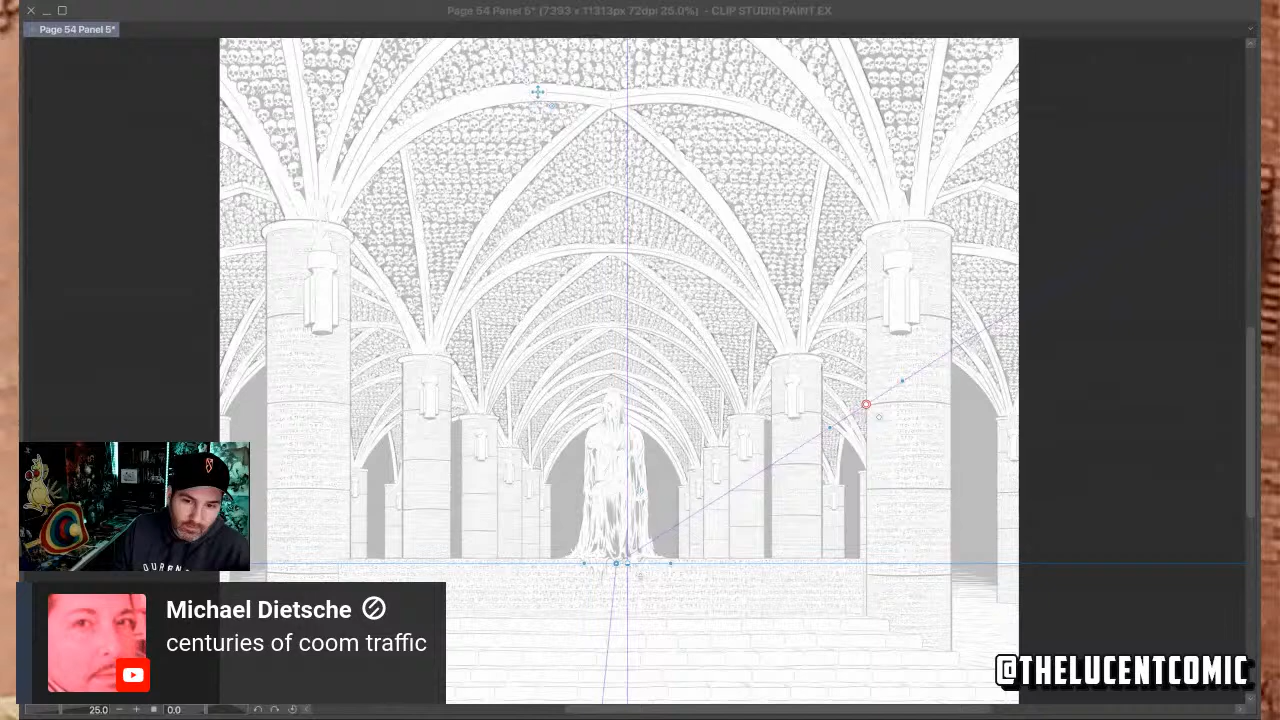 Page 54 Panel 5* (7393 x 11313px 72dpi 25.0%) - CLIP STUDIO PAINT EX
Page 54 Panel 5*
Michael Dietsche
centuries of coom traffic
@THELUCENTCOMIC
25.0
0.0